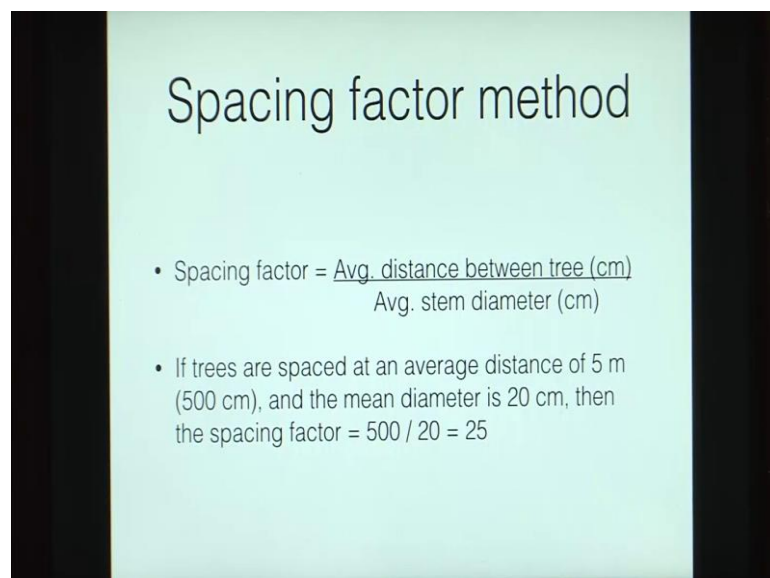 Spacing factor method
• Spacing factor = Avg. distance between tree (cm)
Avg. stem diameter (cm)
• If trees are spaced at an average distance of 5 m
(500 cm), and the mean diameter is 20 cm, then
the spacing factor = 500 / 20 = 25